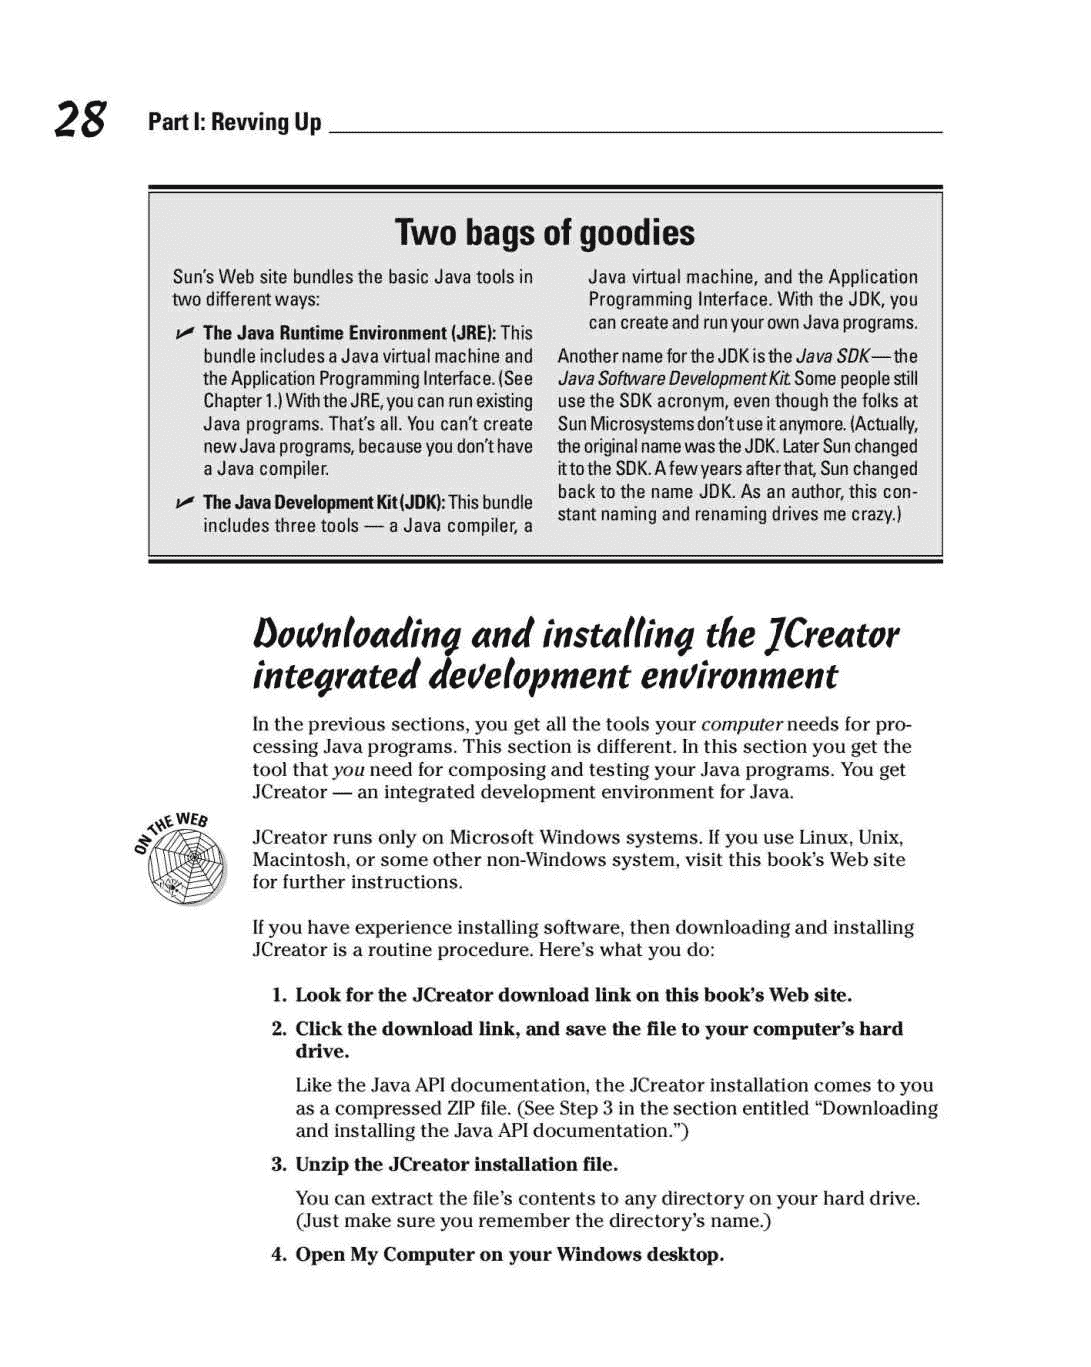 28 Part I: Revving Up
Two bags of goodies
Sun's Web site bundles the basic Java tools in
two different ways:
✓ The Java Runtime Environment (JRE): This
bundle includes a Java virtual machine and
the Application Programming Interface. (See
Chapter 1.) With the JRE, you can run existing
Java programs. That's all. You can't create
new Java programs, because you don't have
a Java compiler.
✓ The Java Development Kit (JDK): This bundle
includes three tools — a Java compiler, a
Java virtual machine, and the Application
Programming Interface. With the JDK, you
can create and run your own Java programs.
Another name for the JDK is the Java SDK — the
Java Software Development Kit. Some people still
use the SDK acronym, even though the folks at
Sun Microsystems don't use it anymore. (Actually,
the original name was the JDK. Later Sun changed
it to the SDK. A few years after that, Sun changed
back to the name JDK. As an author, this con-
stant naming and renaming drives me crazy.)
Downloading and installing the JCreator
integrated development environment
In the previous sections, you get all the tools your computer needs for pro-
cessing Java programs. This section is different. In this section you get the
tool that you need for composing and testing your Java programs. You get
JCreator — an integrated development environment for Java.
ON THE WEB
JCreator runs only on Microsoft Windows systems. If you use Linux, Unix,
Macintosh, or some other non-Windows system, visit this book's Web site
for further instructions.
If you have experience installing software, then downloading and installing
JCreator is a routine procedure. Here's what you do:
1. Look for the JCreator download link on this book's Web site.
2. Click the download link, and save the file to your computer's hard
drive.
Like the Java API documentation, the JCreator installation comes to you
as a compressed ZIP file. (See Step 3 in the section entitled “Downloading
and installing the Java API documentation.”)
3. Unzip the JCreator installation file.
You can extract the file's contents to any directory on your hard drive.
(Just make sure you remember the directory's name.)
4. Open My Computer on your Windows desktop.